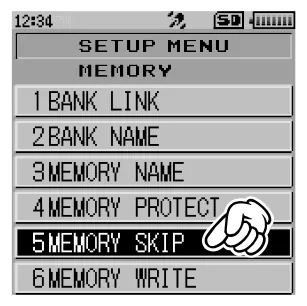 12:34 SD
SETUP MENU
MEMORY
1 BANK LINK
2 BANK NAME
3 MEMORY NAME
4 MEMORY PROTECT
5 MEMORY SKIP
6 MEMORY WRITE